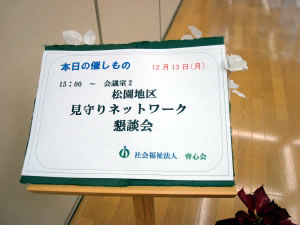 本日の催しもの 12月13日(月)
15:00 ~ 会議室2
松園地区
見守りネットワーク
懇談会
社会福祉法人 育心会